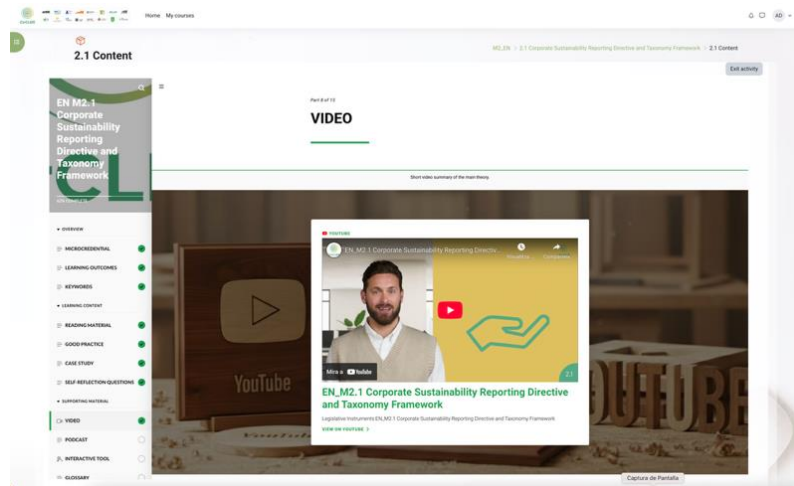 Home My courses
AD
2.1 Content
M2_EN > 2.1 Corporate Sustainability Reporting Directive and Taxonomy Framework > 2.1 Content
Exit activity
EN M2.1
Corporate
Sustainability
Reporting
Directive and
Taxonomy
Framework
Part 8 of 13
VIDEO
Short video summary of the main theory
OVERVIEW
MICROCREDENTIAL
LEARNING OUTCOMES
KEYWORDS
LEARNING CONTENT
READING MATERIAL
GOOD PRACTICE
CASE STUDY
SELF-REFLECTION QUESTIONS
SUPPORTING MATERIAL
VIDEO
PODCAST
INTERACTIVE TOOL
GLOSSARY
YOUTUBE
EN_M2.1 Corporate Sustainability Reporting Directiv...
Mira a YouTube
2.1
EN_M2.1 Corporate Sustainability Reporting Directive
and Taxonomy Framework
Legislative Instruments EN_M2.1 Corporate Sustainability Reporting Directive and Taxonomy Framework
VIEW ON YOUTUBE >
YouTube
OUTUBE
Captura de Pantalla